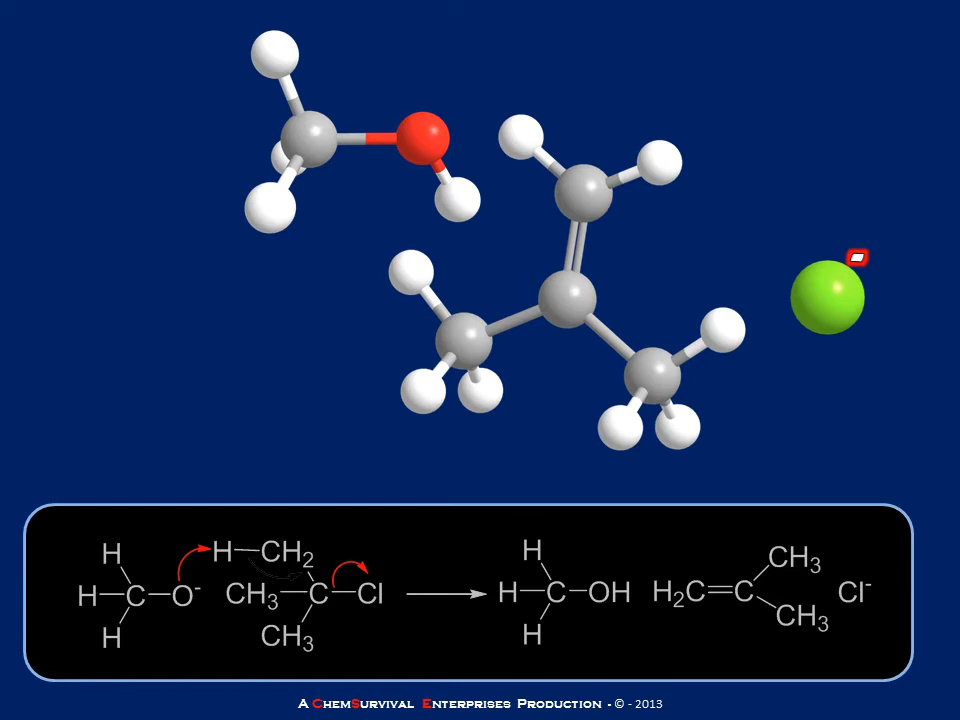 H H—CH₂ H CH₃
H—C—O⁻ CH₃—C—Cl H—C—OH H₂C=C Cl⁻
H CH₃ H CH₃
A ChemSurvival Enterprises Production - © - 2013